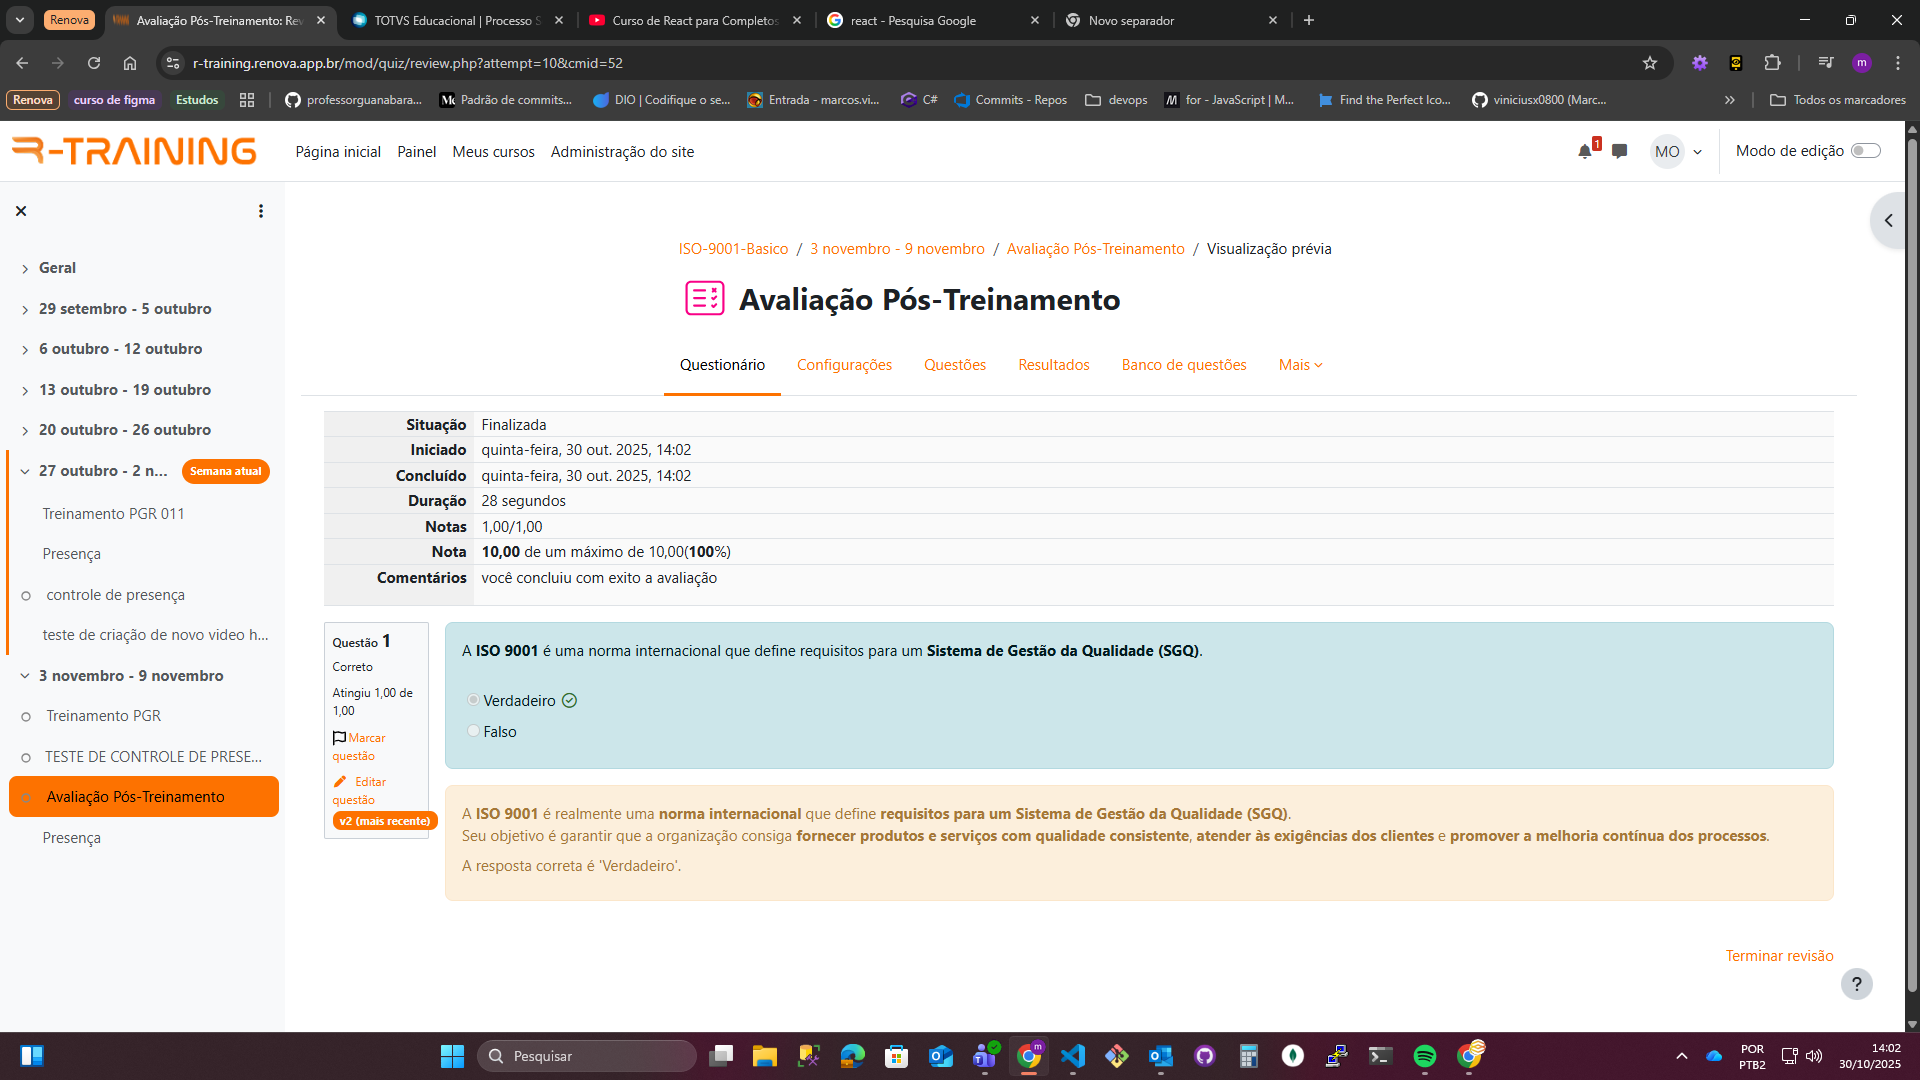 Renova
Avaliação Pós-Treinamento: Rev
TOTVS Educacional | Processo S
Curso de React para Completos
react - Pesquisa Google
Novo separador
r-training.renova.app.br/mod/quiz/review.php?attempt=10&cmid=52
m
Renova
curso de figma
Estudos
professorguanabara...
Padrão de commits...
DIO | Codifique o se...
Entrada - marcos.vi...
C#
Commits - Repos
devops
for - JavaScript | M...
Find the Perfect Ico...
viniciusx0800 (Marc...
Todos os marcadores
R-TRAINING
Página inicial
Painel
Meus cursos
Administração do site
1
MO
Modo de edição
Geral
29 setembro - 5 outubro
6 outubro - 12 outubro
13 outubro - 19 outubro
20 outubro - 26 outubro
27 outubro - 2 n...
Semana atual
Treinamento PGR 011
Presença
controle de presença
teste de criação de novo video h...
3 novembro - 9 novembro
Treinamento PGR
TESTE DE CONTROLE DE PRESE...
Avaliação Pós-Treinamento
Presença
ISO-9001-Basico / 3 novembro - 9 novembro / Avaliação Pós-Treinamento / Visualização prévia
Avaliação Pós-Treinamento
Questionário
Configurações
Questões
Resultados
Banco de questões
Mais
Situação Finalizada
Iniciado quinta-feira, 30 out. 2025, 14:02
Concluído quinta-feira, 30 out. 2025, 14:02
Duração 28 segundos
Notas 1,00/1,00
Nota 10,00 de um máximo de 10,00(100%)
Comentários você concluiu com exito a avaliação
Questão 1
Correto
Atingiu 1,00 de
1,00
Marcar
questão
Editar
questão
v2 (mais recente)
A ISO 9001 é uma norma internacional que define requisitos para um Sistema de Gestão da Qualidade (SGQ).
Verdadeiro
Falso
A ISO 9001 é realmente uma norma internacional que define requisitos para um Sistema de Gestão da Qualidade (SGQ).
Seu objetivo é garantir que a organização consiga fornecer produtos e serviços com qualidade consistente, atender às exigências dos clientes e promover a melhoria contínua dos processos.
A resposta correta é 'Verdadeiro'.
Terminar revisão
?
Pesquisar
m
POR
PTB2
14:02
30/10/2025